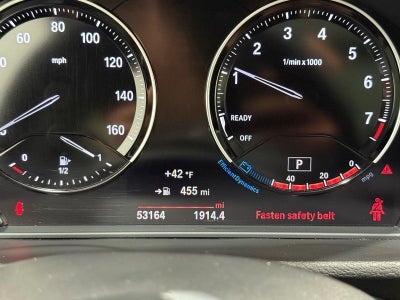 60
80
100
120
140
160
mph
0
1/2
1
+42 °F
455 mi
mi
53164 1914.4
1
2
3
4
5
6
7
1/min x 1000
READY
OFF
EfficientDynamics
P
40
20
0
mpg
Fasten safety belt